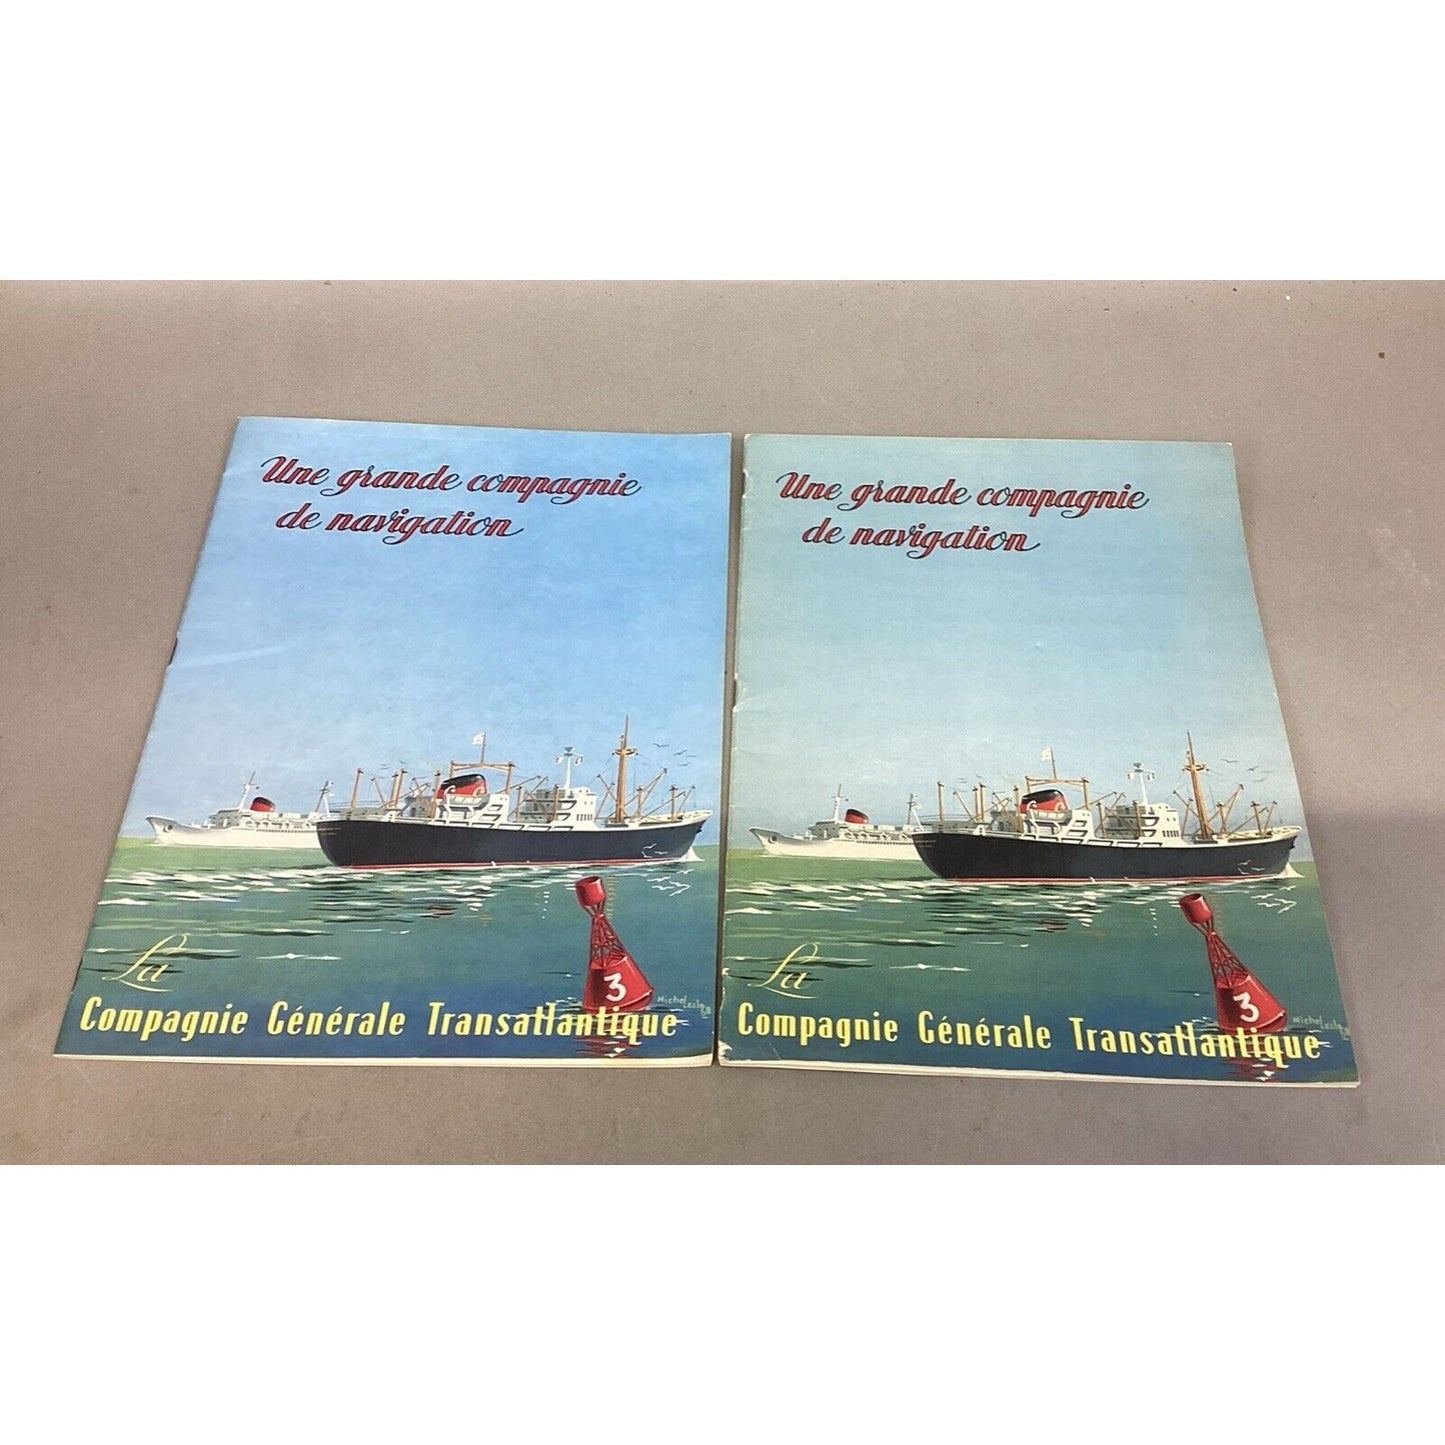 Une grande compagnie
de navigation
3
La
Compagnie Générale Transatlantique
Une grande compagnie
de navigation
3
La
Compagnie Générale Transatlantique